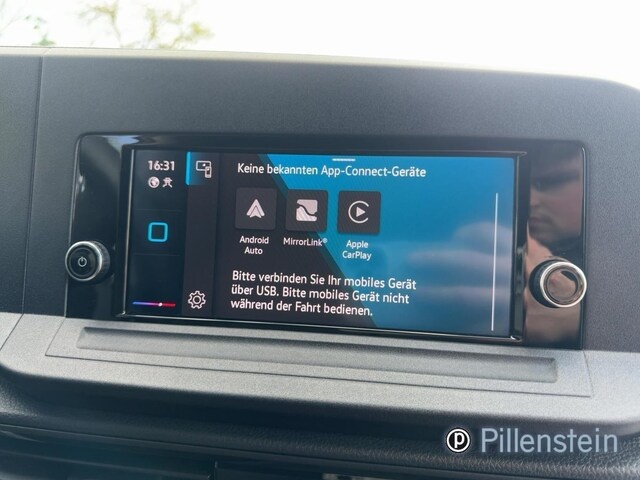 16:31
Keine bekannten App-Connect-Geräte
Android
Auto
MirrorLink®
Apple
CarPlay
Bitte verbinden Sie Ihr mobiles Gerät
über USB. Bitte mobiles Gerät nicht
während der Fahrt bedienen.
P Pillenstein